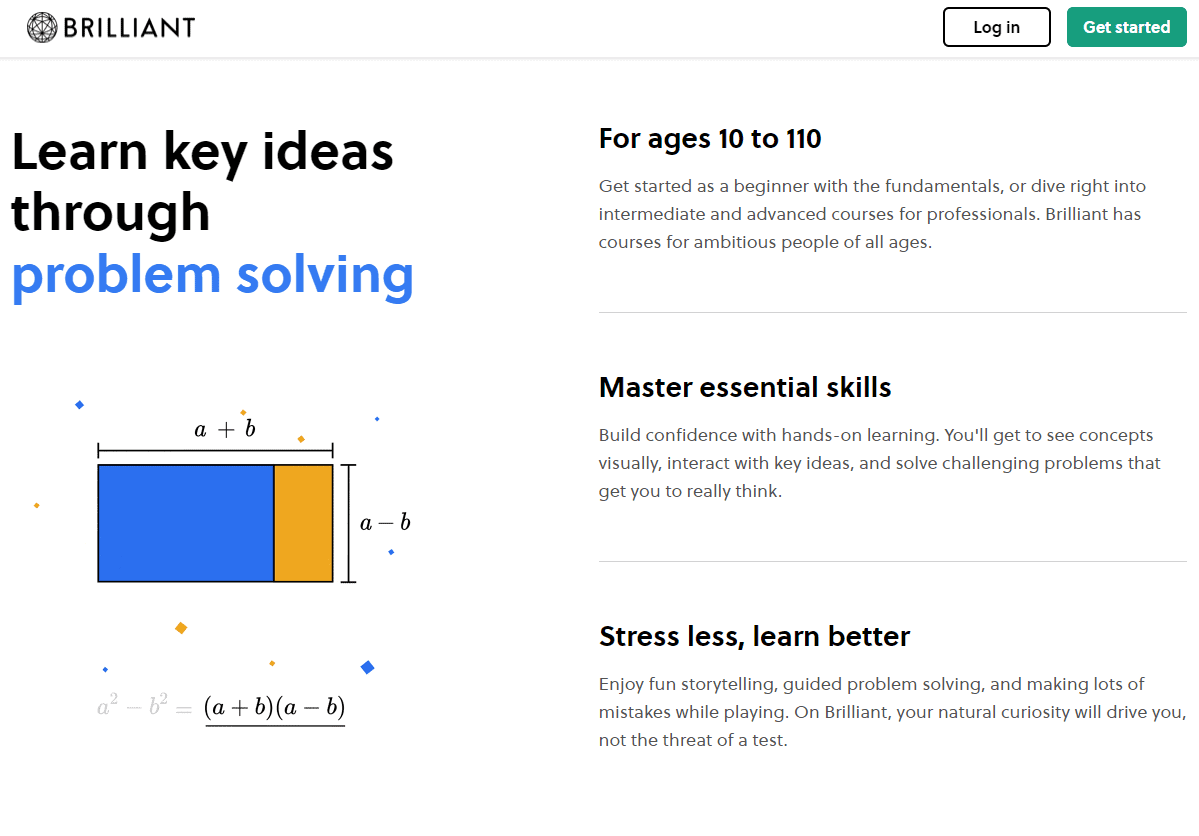 BRILLIANT
Log in
Get started
Learn key ideas
through
problem solving
a + b
a − b
a² − b² = (a + b)(a − b)
For ages 10 to 110
Get started as a beginner with the fundamentals, or dive right into
intermediate and advanced courses for professionals. Brilliant has
courses for ambitious people of all ages.
Master essential skills
Build confidence with hands-on learning. You'll get to see concepts
visually, interact with key ideas, and solve challenging problems that
get you to really think.
Stress less, learn better
Enjoy fun storytelling, guided problem solving, and making lots of
mistakes while playing. On Brilliant, your natural curiosity will drive you,
not the threat of a test.